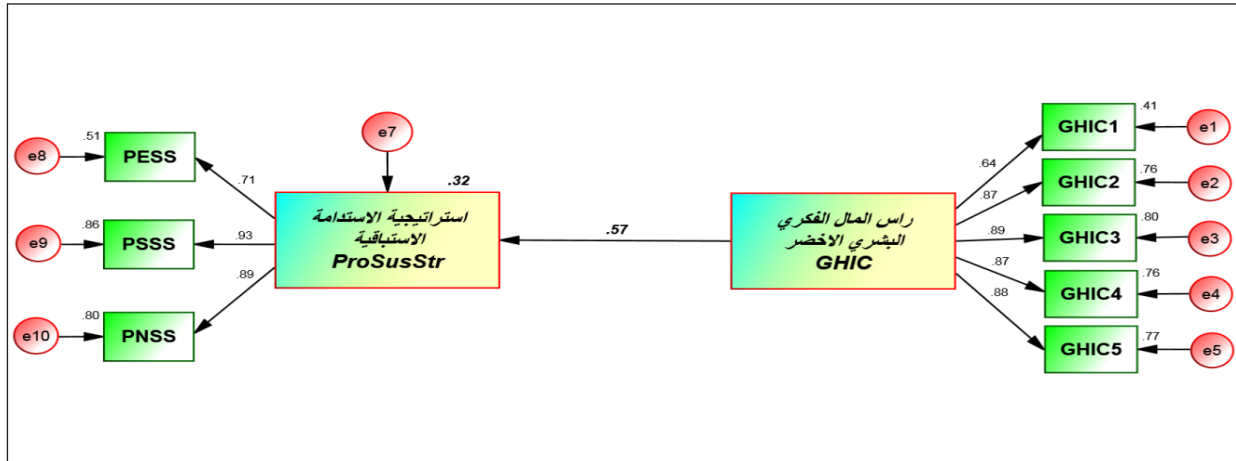 e8
.51
PESS
.71
e9
.86
PSSS
.93
e10
.80
PNSS
.89
e7
.32
استراتيجية الاستدامة
الاستباقية
ProSusStr
.57
راس المال الفكري
البشري الاخضر
GHIC
.64
GHIC1
.41
e1
.87
GHIC2
.76
e2
.89
GHIC3
.80
e3
.87
GHIC4
.76
e4
.88
GHIC5
.77
e5